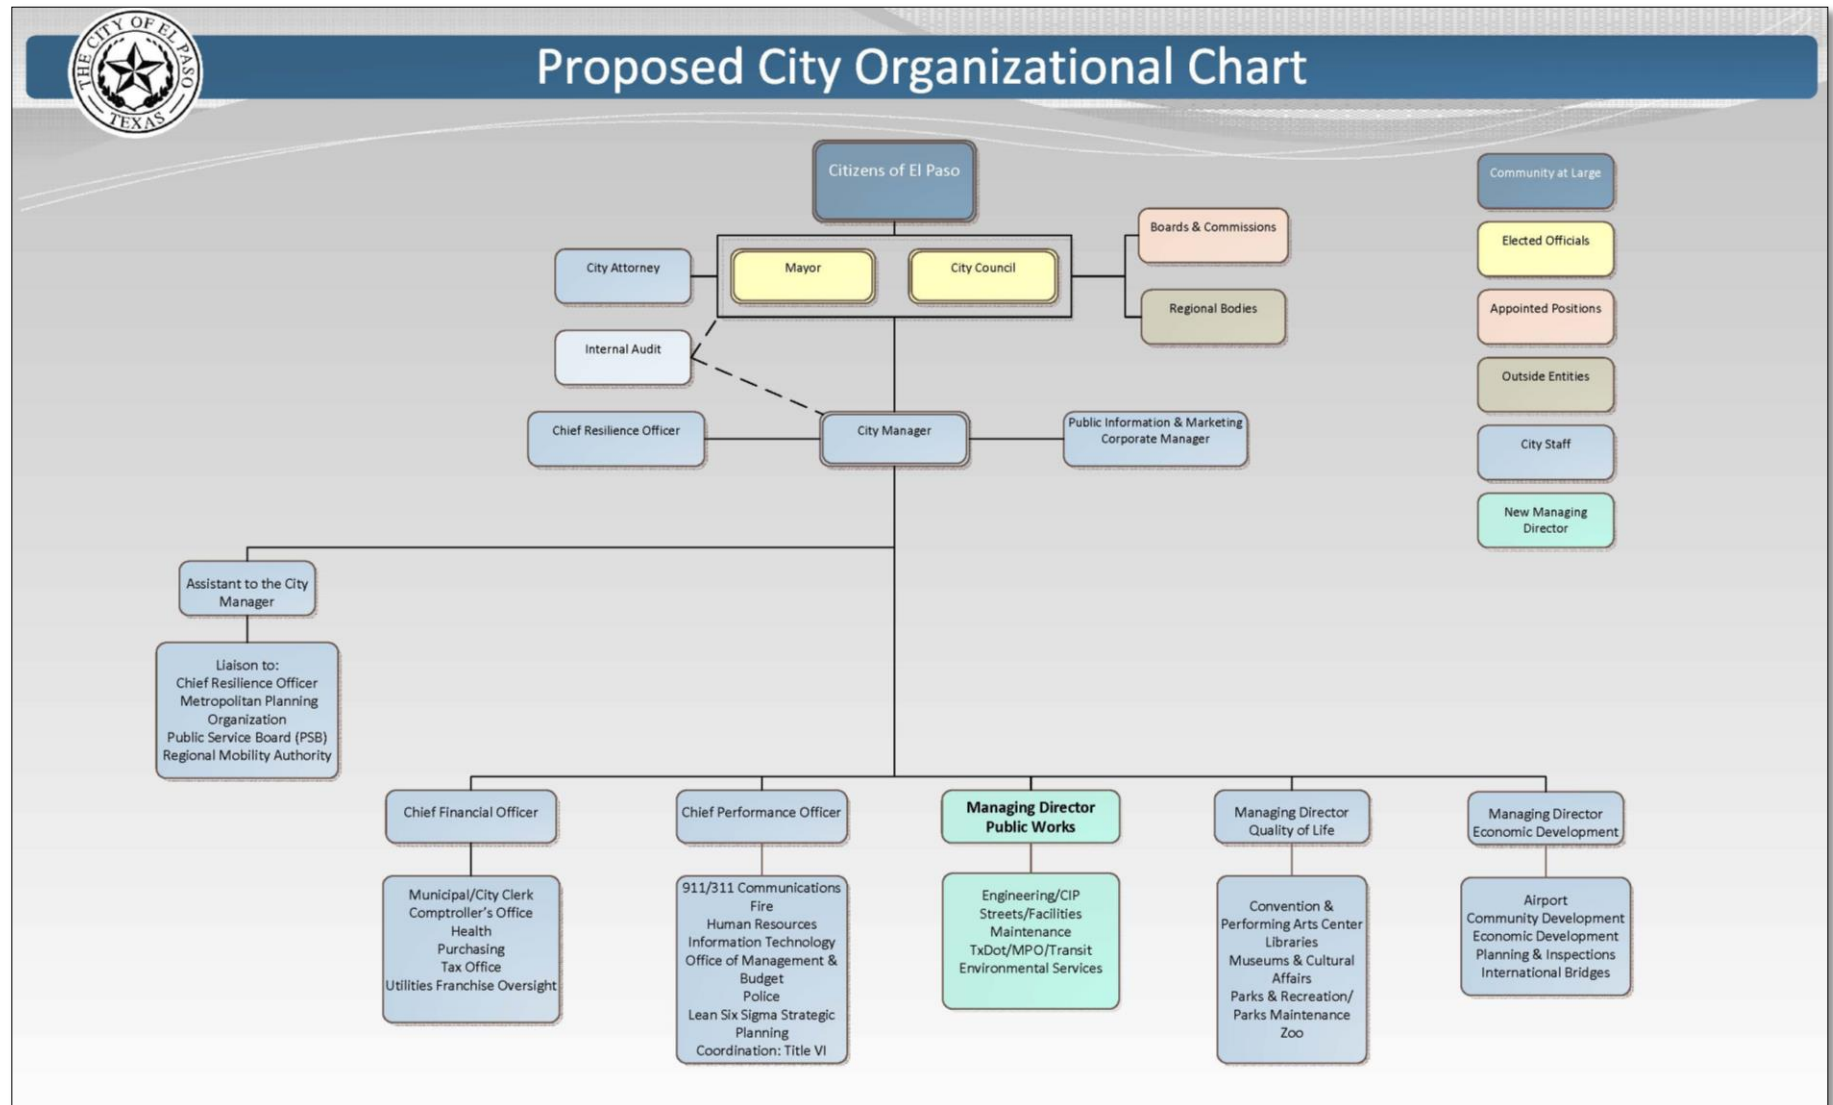 THE CITY OF EL PASO
TEXAS
Proposed City Organizational Chart
Citizens of El Paso
Community at Large
Elected Officials
Appointed Positions
Outside Entities
City Staff
New Managing
Director
City Attorney
Mayor
City Council
Boards & Commissions
Regional Bodies
Internal Audit
Chief Resilience Officer
City Manager
Public Information & Marketing
Corporate Manager
Assistant to the City
Manager
Liaison to:
Chief Resilience Officer
Metropolitan Planning
Organization
Public Service Board (PSB)
Regional Mobility Authority
Chief Financial Officer
Municipal/City Clerk
Comptroller's Office
Health
Purchasing
Tax Office
Utilities Franchise Oversight
Chief Performance Officer
911/311 Communications
Fire
Human Resources
Information Technology
Office of Management &
Budget
Police
Lean Six Sigma Strategic
Planning
Coordination: Title VI
Managing Director
Public Works
Engineering/CIP
Streets/Facilities
Maintenance
TxDot/MPO/Transit
Environmental Services
Managing Director
Quality of Life
Convention &
Performing Arts Center
Libraries
Museums & Cultural
Affairs
Parks & Recreation/
Parks Maintenance
Zoo
Managing Director
Economic Development
Airport
Community Development
Economic Development
Planning & Inspections
International Bridges